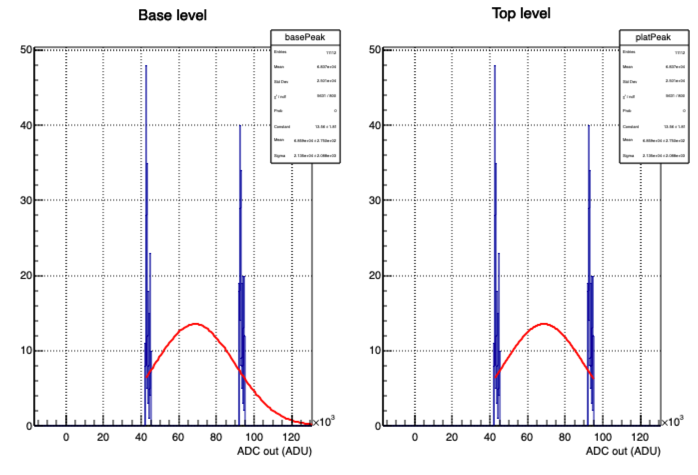 Base level
Top level
basePeak
Entries
Mean
Std Dev
χ² / ndf
Prob 0
Constant
Mean
Sigma
50
40
30
20
10
0
0 20 40 60 80 100 120
×10³
ADC out (ADU)
platPeak
Entries
Mean
Std Dev
χ² / ndf
Prob 0
Constant
Mean
Sigma
50
40
30
20
10
0
0 20 40 60 80 100 120
×10³
ADC out (ADU)